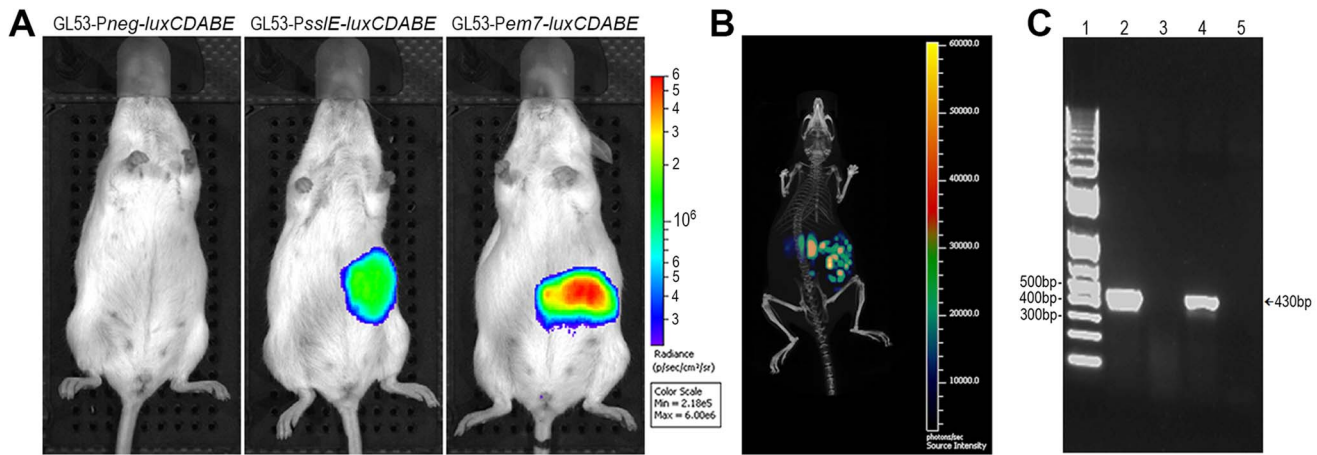 A
GL53-Pneg-luxCDABE
GL53-PsslE-luxCDABE
GL53-Pem7-luxCDABE
6
5
4
3
2
10⁶
6
5
4
3
Radiance
(p/sec/cm²/sr)
Color Scale
Min = 2.18e5
Max = 6.00e6
B
60000.0
50000.0
40000.0
30000.0
20000.0
10000.0
photons/sec
Source Intensity
C
1 2 3 4 5
500bp-
400bp-
300bp-
←430bp